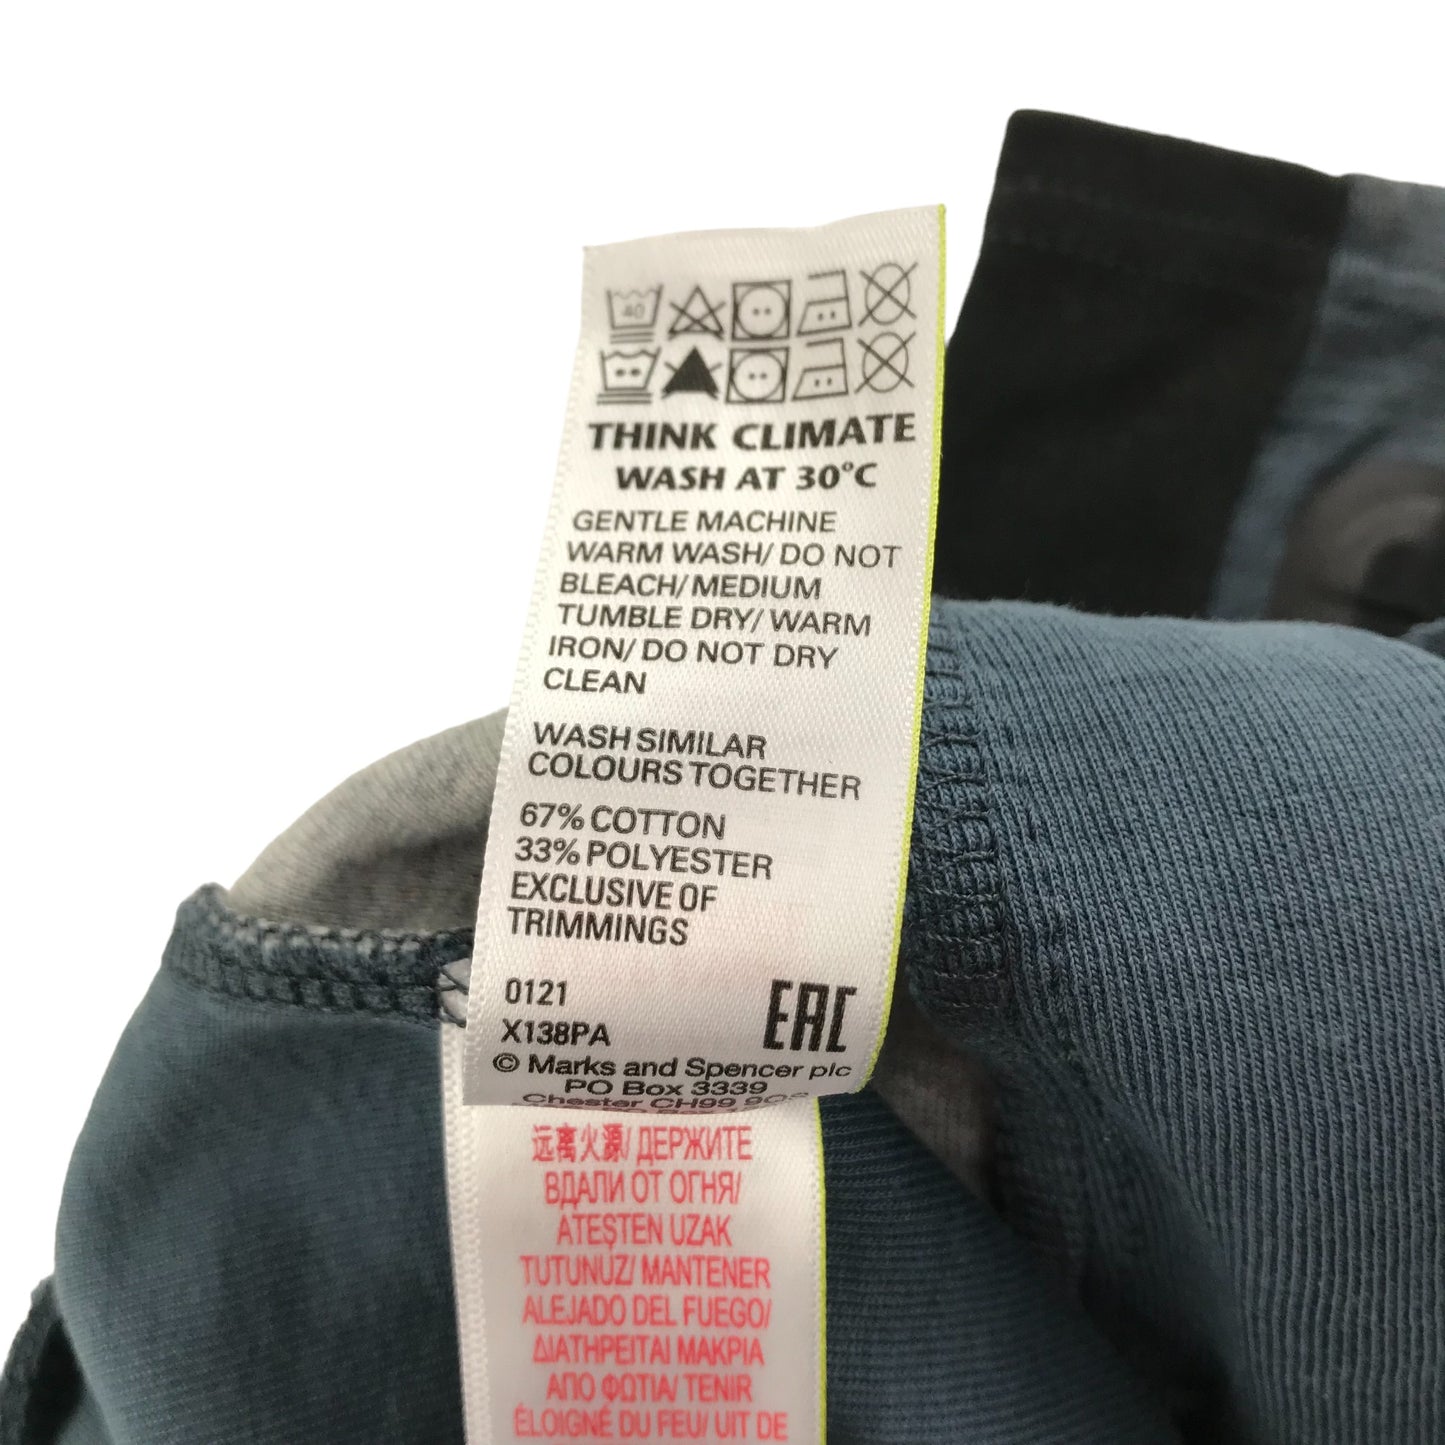 40
THINK CLIMATE
WASH AT 30°C
GENTLE MACHINE
WARM WASH/ DO NOT
BLEACH/ MEDIUM
TUMBLE DRY/ WARM
IRON/ DO NOT DRY
CLEAN
WASH SIMILAR
COLOURS TOGETHER
67% COTTON
33% POLYESTER
EXCLUSIVE OF
TRIMMINGS
0121
X138PA
EAC
© Marks and Spencer plc
PO Box 3339
Chester CH99
远离火源/ ДЕРЖИТЕ
ВДАЛИ ОТ ОГНЯ/
ATEŞTEN UZAK
TUTUNUZ/ MANTENER
ALEJADO DEL FUEGO/
ΔΙΑΤΗΡΕΙΤΑΙ ΜΑΚΡΙΑ
ΑΠΟ ΦΩΤΙΑ/ TENIR
ÉLOIGNÉ DU FEU/ UIT DE